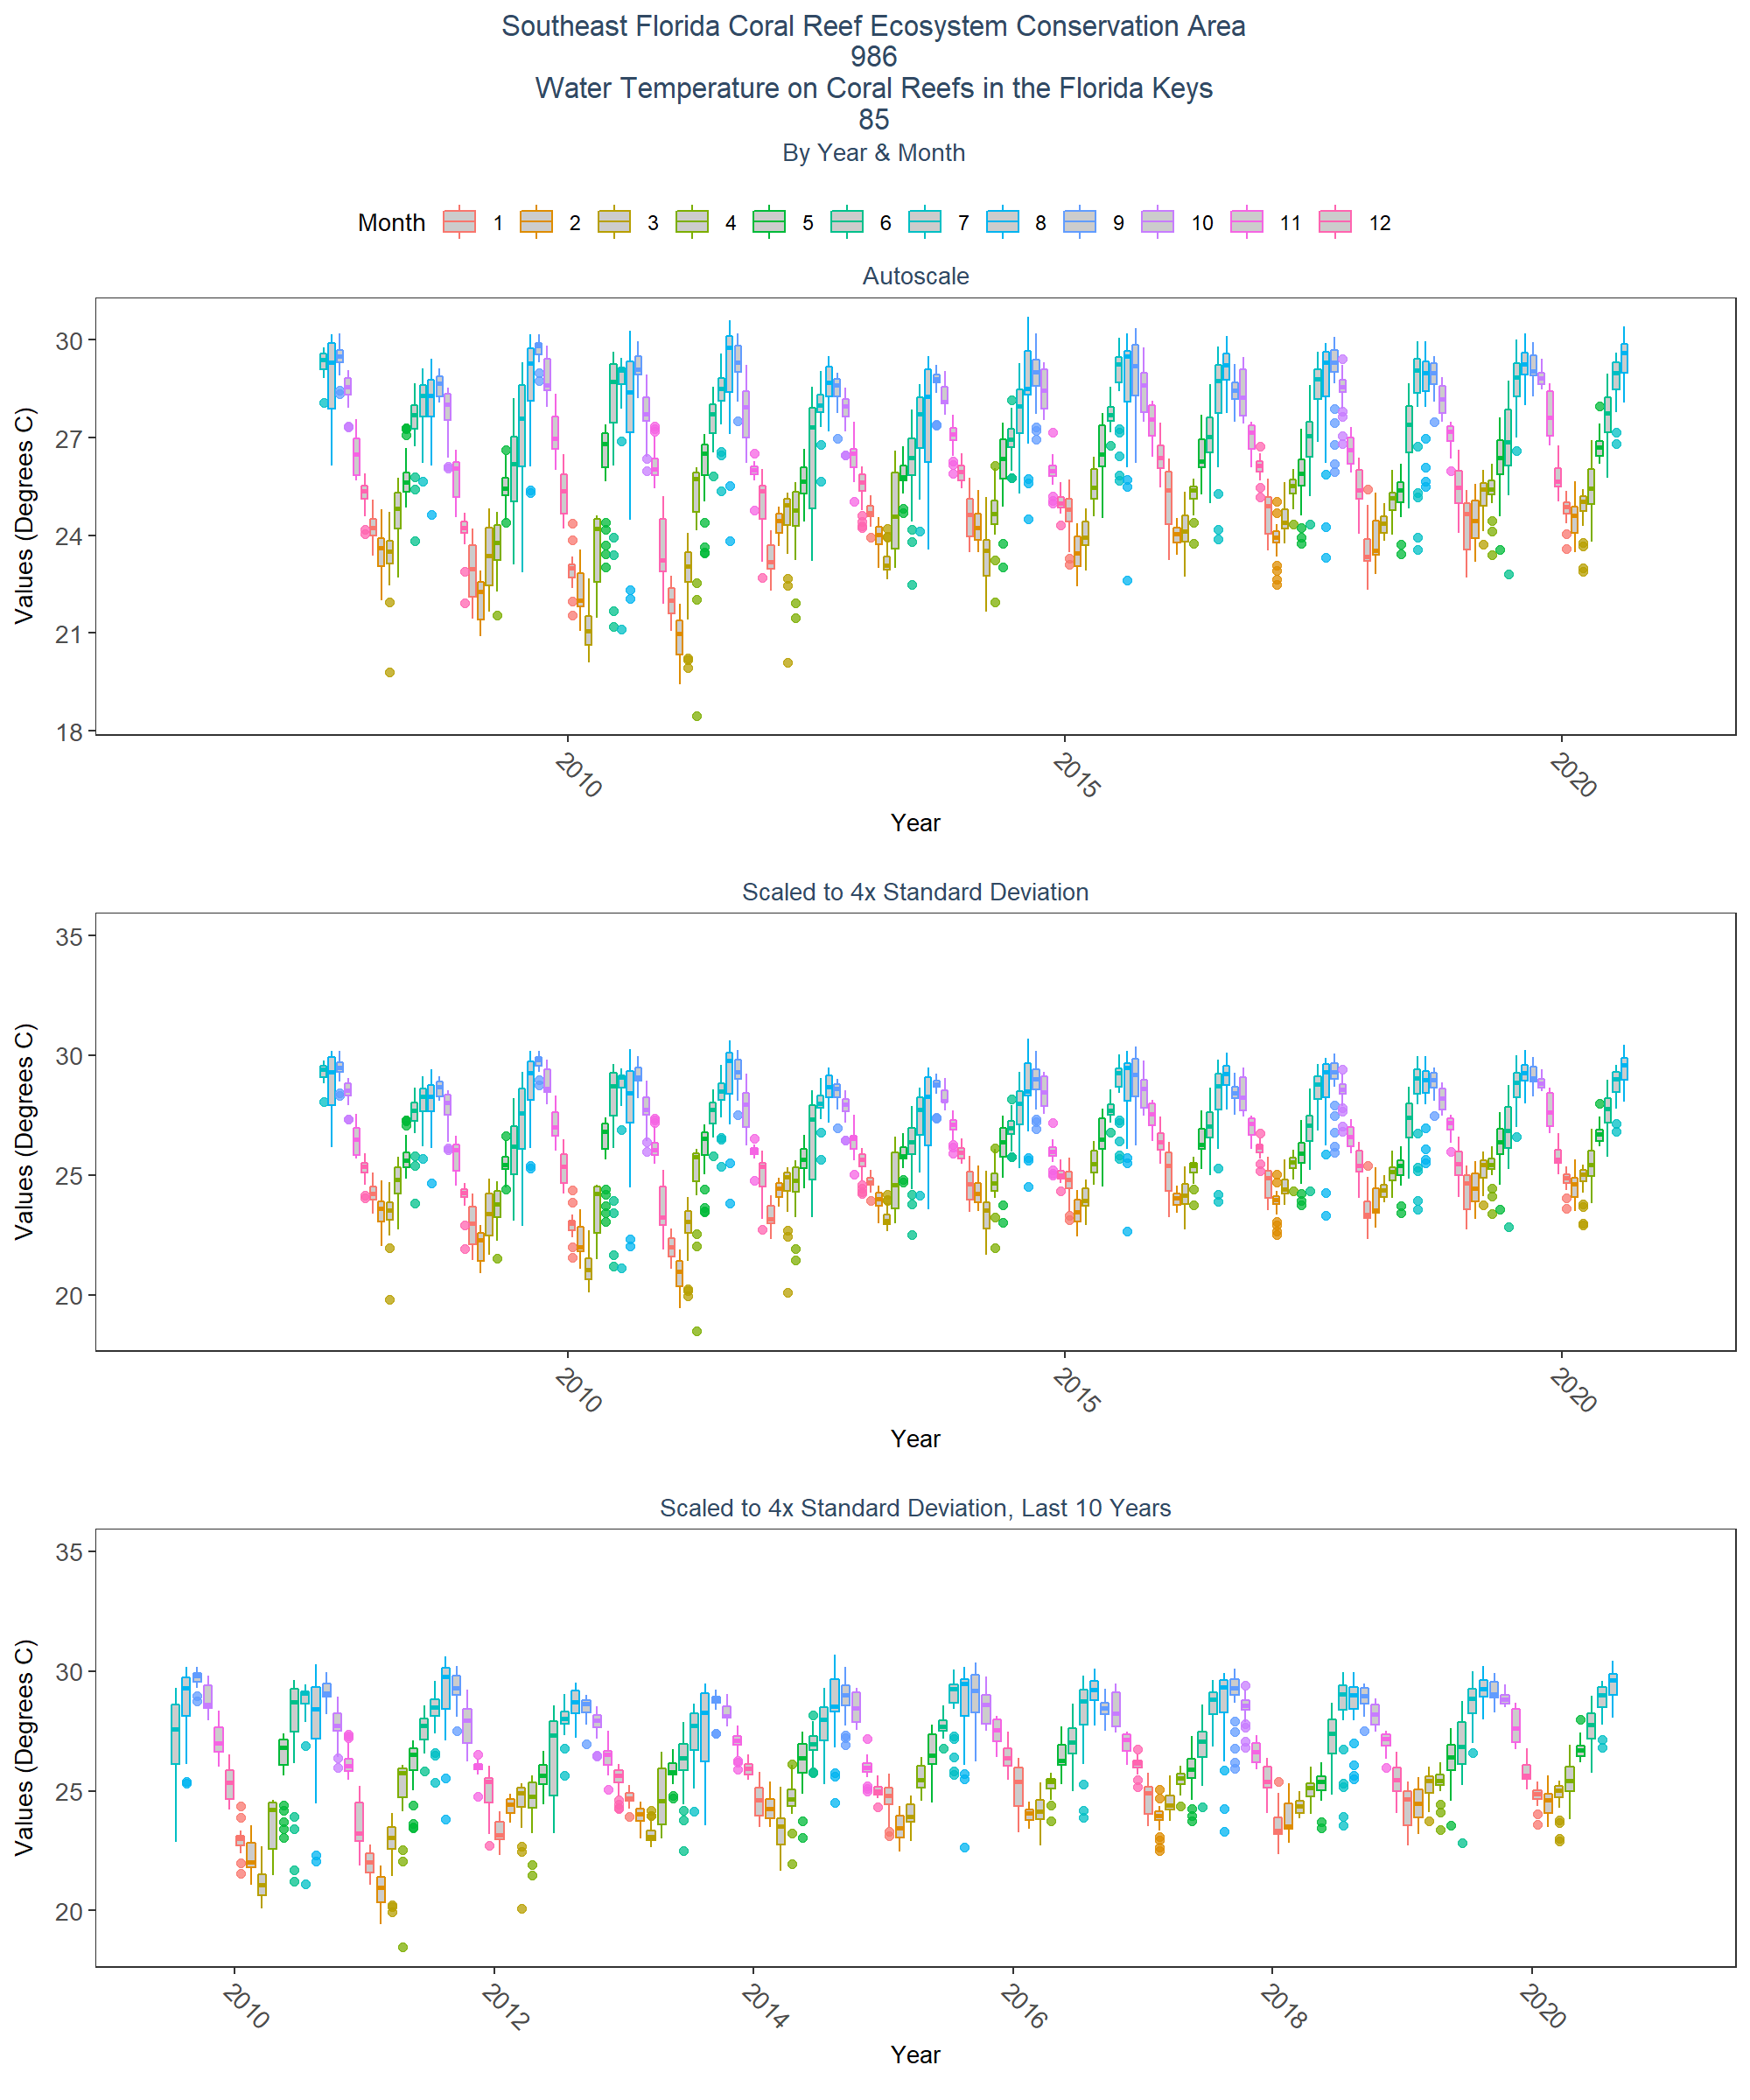 Southeast Florida Coral Reef Ecosystem Conservation Area
986
Water Temperature on Coral Reefs in the Florida Keys
85
By Year & Month
Month 1 2 3 4 5 6 7 8 9 10 11 12
Autoscale
Values (Degrees C)
30
27
24
21
18
2010 2015 2020
Year
Scaled to 4x Standard Deviation
Values (Degrees C)
35
30
25
20
2010 2015 2020
Year
Scaled to 4x Standard Deviation, Last 10 Years
Values (Degrees C)
35
30
25
20
2010 2012 2014 2016 2018 2020
Year